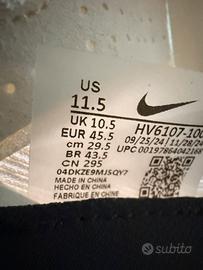 US
11.5
UK 10.5
EUR 45.5
cm 29.5
BR 43.5
CN 295
04DKZE9MJSQY7
MADE IN CHINA
HECHO EN CHINA
FABRIQUÉ EN CHINE
HV6107-100
09/25/24 11/28/24
UPC
subito